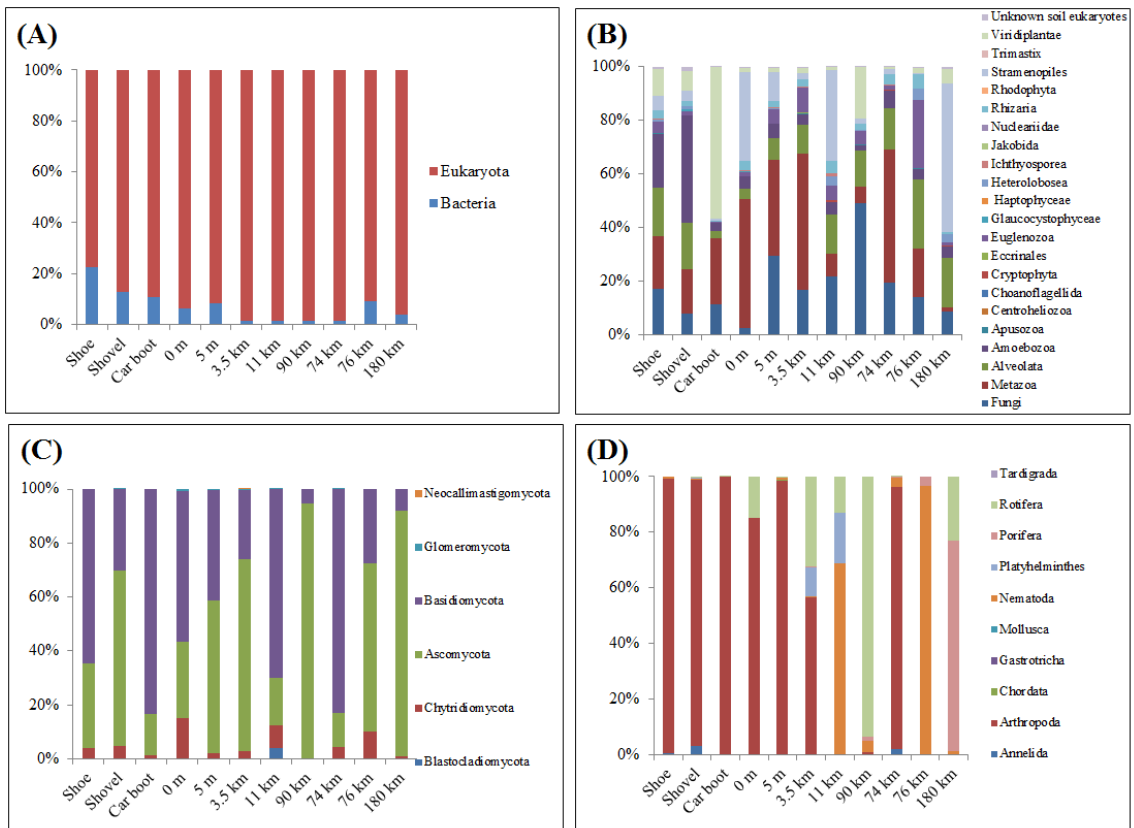 (A)
100%
80%
60%
40%
20%
0%
Eukaryota
Bacteria
Shoe
Shovel
Car boot
0 m
5 m
3.5 km
11 km
90 km
74 km
76 km
180 km
(B)
100%
80%
60%
40%
20%
0%
Shoe
Shovel
Car boot
0 m
5 m
3.5 km
11 km
90 km
74 km
76 km
180 km
Unknown soil eukaryotes
Viridiplantae
Trimastix
Stramenopiles
Rhodophyta
Rhizaria
Nucleariidae
Jakobida
Ichthyosporea
Heterolobosea
Haptophyceae
Glaucocystophyceae
Euglenozoa
Eccrinales
Cryptophyta
Choanoflagellida
Centroheliozoa
Apusozoa
Amoebozoa
Alveolata
Metazoa
Fungi
(C)
100%
80%
60%
40%
20%
0%
Neocallimastigomycota
Glomeromycota
Basidiomycota
Ascomycota
Chytridiomycota
Blastocladiomycota
Shoe
Shovel
Car boot
0 m
5 m
3.5 km
11 km
90 km
74 km
76 km
180 km
(D)
100%
80%
60%
40%
20%
0%
Tardigrada
Rotifera
Porifera
Platyhelminthes
Nematoda
Mollusca
Gastrotricha
Chordata
Arthropoda
Annelida
Shoe
Shovel
Car boot
0 m
5 m
3.5 km
11 km
90 km
74 km
76 km
180 km